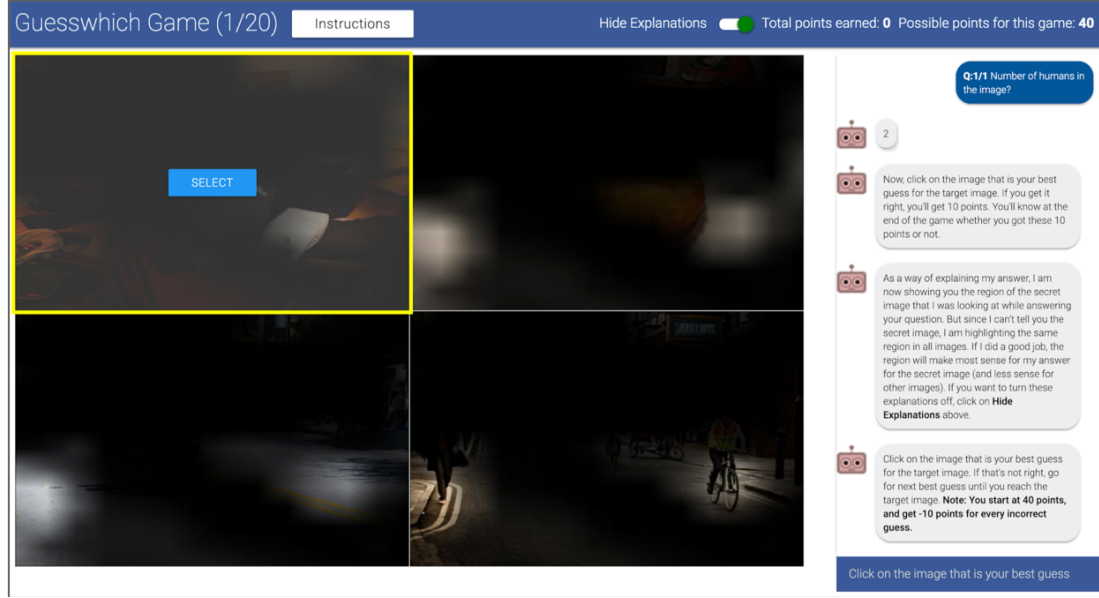 Guesswhich Game (1/20)
Instructions
Hide Explanations
Total points earned: 0 Possible points for this game: 40
SELECT
Q:1/1 Number of humans in
the image?
2
Now, click on the image that is your best
guess for the target image. If you get it
right, you'll get 10 points. You'll know at the
end of the game whether you got these 10
points or not.
As a way of explaining my answer, I am
now showing you the region of the secret
image that I was looking at while answering
your question. But since I can't tell you the
secret image, I am highlighting the same
region in all images. If I did a good job, the
region will make most sense for my answer
for the secret image (and less sense for
other images). If you want to turn these
explanations off, click on Hide
Explanations above.
Click on the image that is your best guess
for the target image. If that's not right, go
for next best guess until you reach the
target image. Note: You start at 40 points,
and get -10 points for every incorrect
guess.
Click on the image that is your best guess